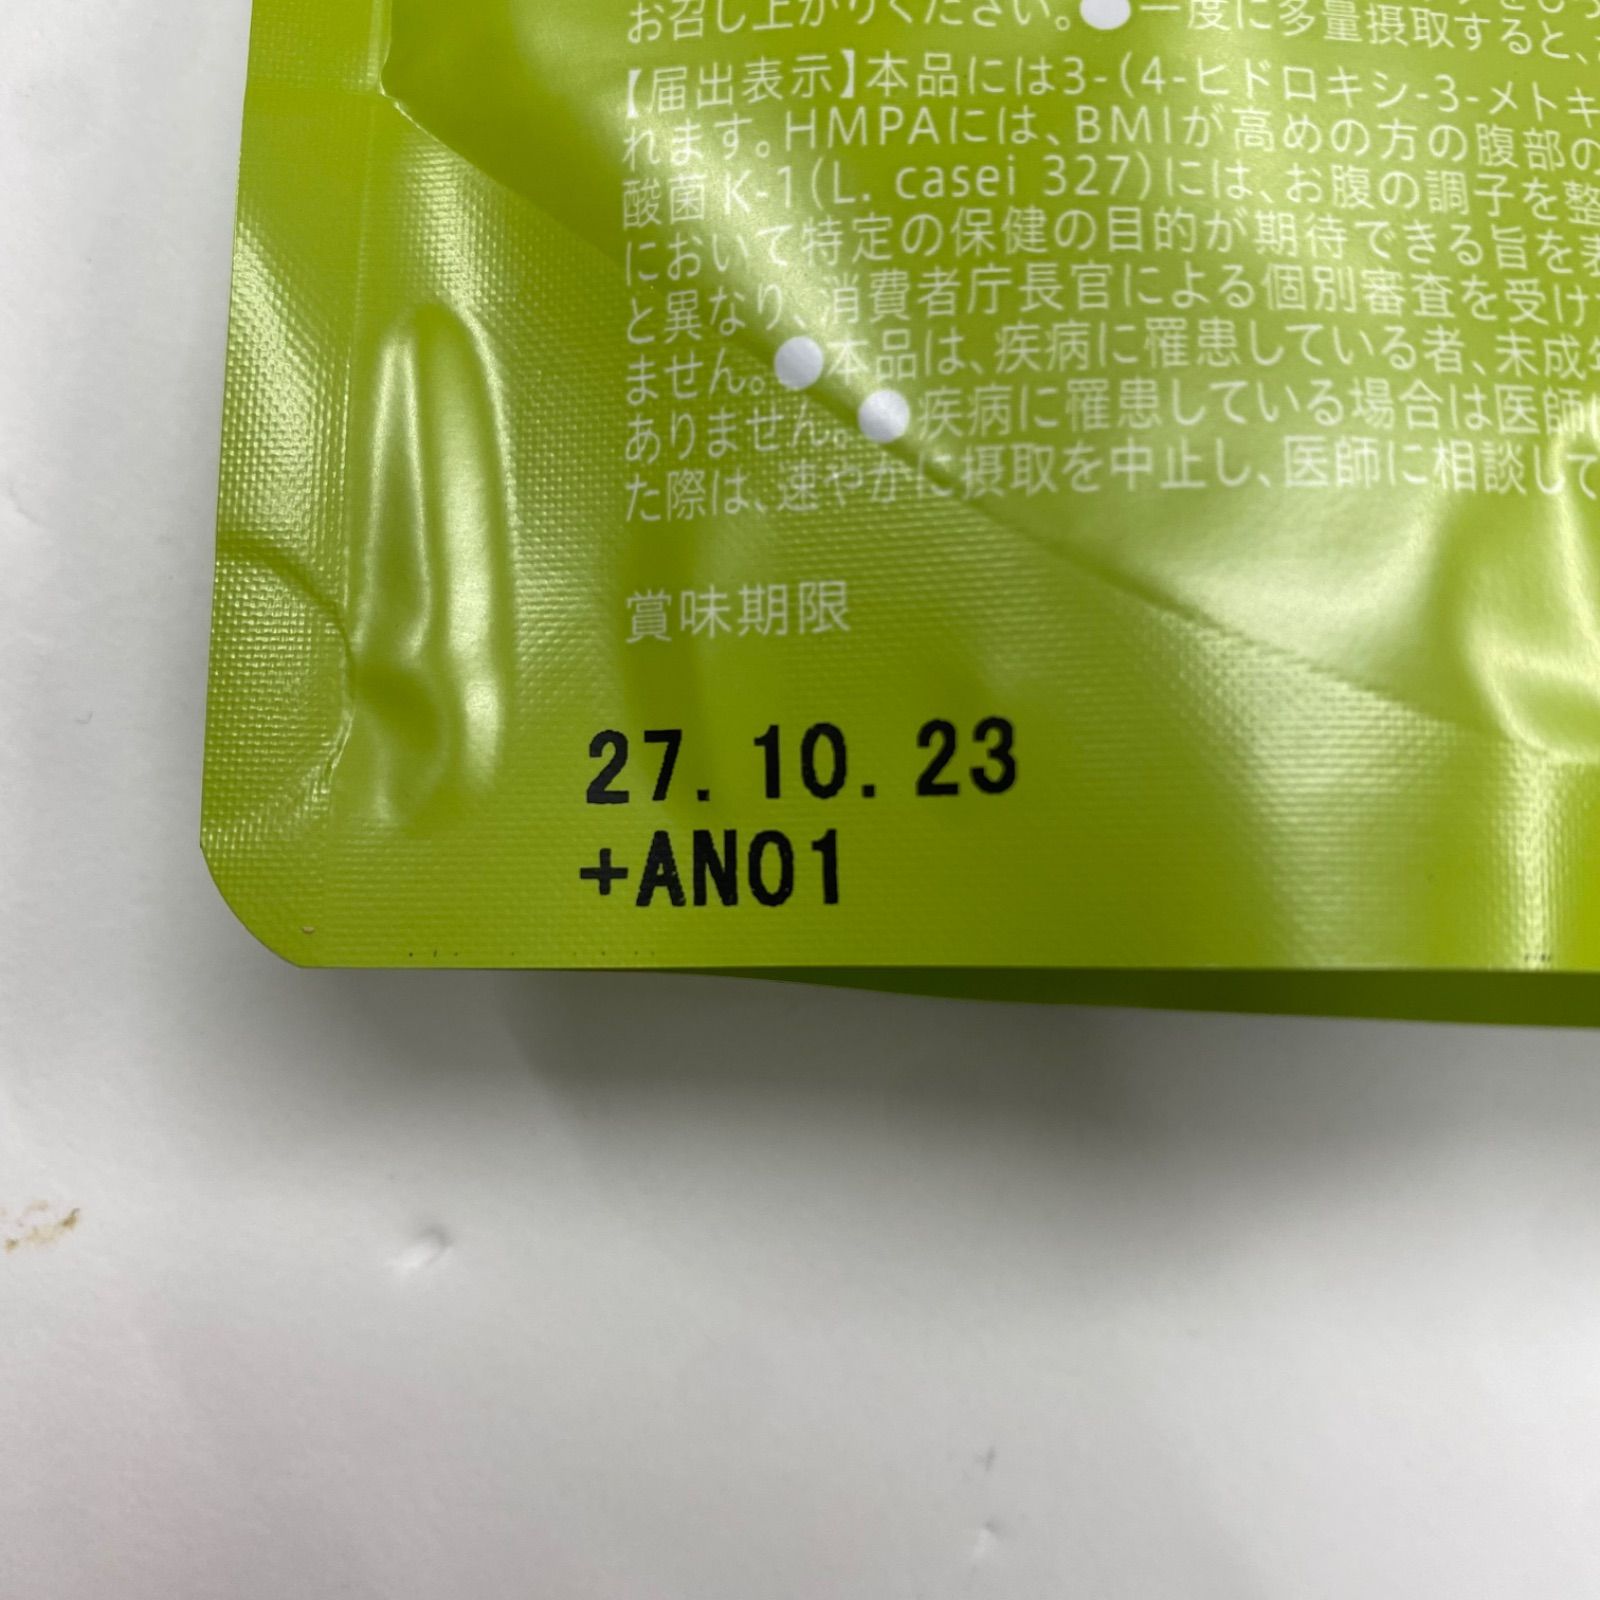 お召し上がりください。●一度に多量摂取すると、
【届出表示】本品には3-(4-ヒドロキシ-3-メトキ
れます。HMPAには、BMIが高めの方の腹部の
酸菌 K-1(L. casei 327)には、お腹の調子を整
において特定の保健の目的が期待できる旨を表
と異なり、消費者庁長官による個別審査を受け
ません。●本品は、疾病に罹患している者、未成年
ありません。●疾病に罹患している場合は医師
た際は、速やかに摂取を中止し、医師に相談して
賞味期限
27. 10. 23
+AN01